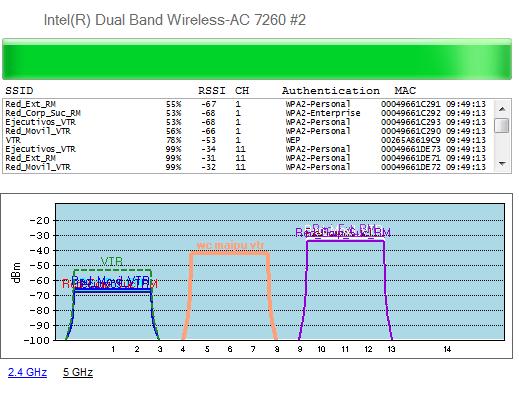 Intel(R) Dual Band Wireless-AC 7260 #2
SSID RSSI CH Authentication MAC
Red_Ext_RM 55% -67 1 WPA2-Personal 00049661C291 09:49:13
Red_Corp_Suc_RM 53% -68 1 WPA2-Enterprise 00049661C292 09:49:13
Ejecutivos_VTR 53% -68 1 WPA2-Personal 00049661C293 09:49:13
Red_Movil_VTR 56% -66 1 WPA2-Personal 00049661C290 09:49:13
VTR 78% -53 1 WEP 00265A8619C9 09:49:13
Ejecutivos_VTR 99% -34 11 WPA2-Personal 00049661DE73 09:49:13
Red_Ext_RM 99% -31 11 WPA2-Personal 00049661DE71 09:49:13
Red_Movil_VTR 99% -32 11 WPA2-Personal 00049661DE72 09:49:13
-20
-30
-40
-50
-60
-70
-80
-90
-100
dBm
VTR
Red_Movil_VTR
wc maipu vtr
1 2 3 4 5 6 7 8 9 10 11 12 13 14
2.4 GHz 5 GHz